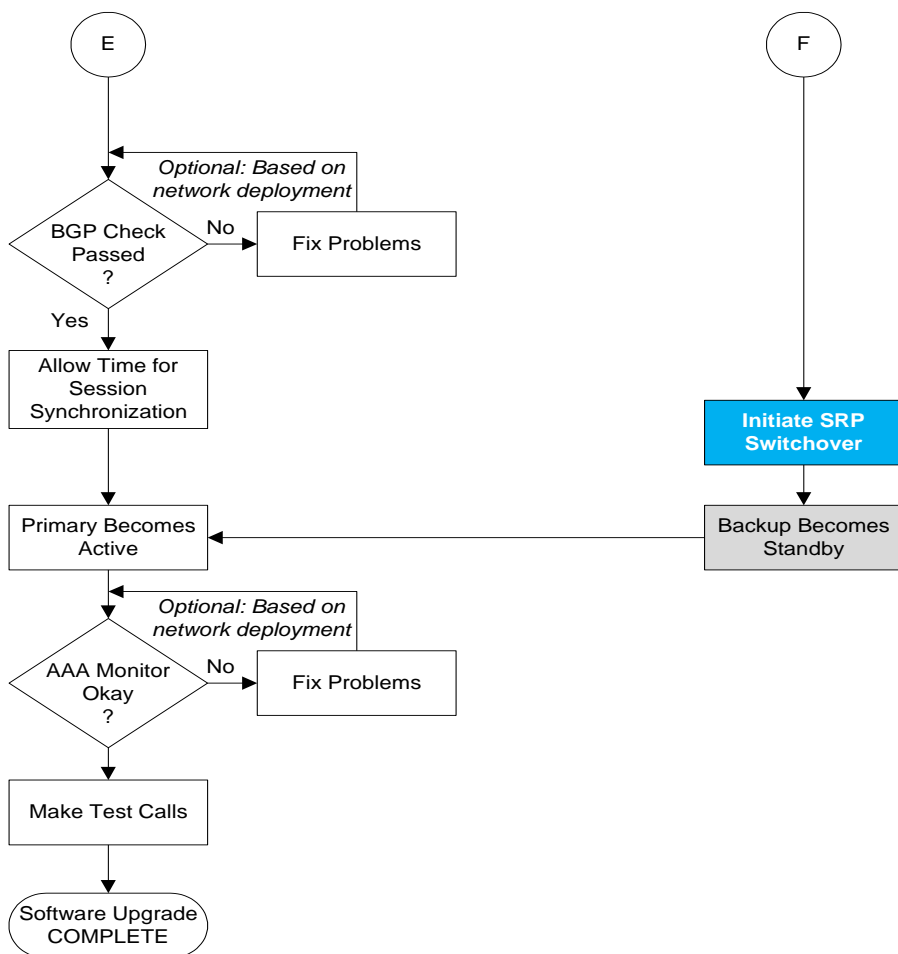 E
F
Optional: Based on
network deployment
BGP Check
Passed
?
No
Fix Problems
Yes
Allow Time for
Session
Synchronization
Initiate SRP
Switchover
Primary Becomes
Active
Backup Becomes
Standby
Optional: Based on
network deployment
AAA Monitor
Okay
?
No
Fix Problems
Make Test Calls
Software Upgrade
COMPLETE